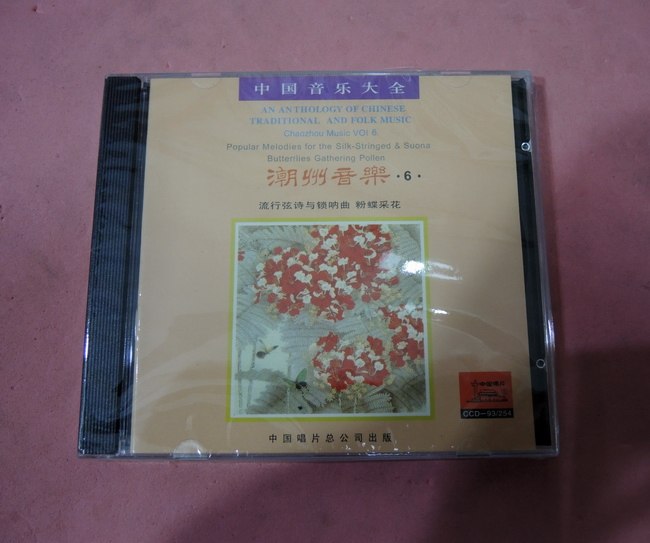 中国音乐大全
AN ANTHOLOGY OF CHINESE
TRADITIONAL AND FOLK MUSIC
Chaozhou Music VOl 6.
Popular Melodies for the Silk-Stringed & Suona
Butterilies Gathering Pollen
潮州音樂·6·
流行弦诗与锁呐曲 粉蝶采花
中国唱片
CCD-93/254
中国唱片总公司出版